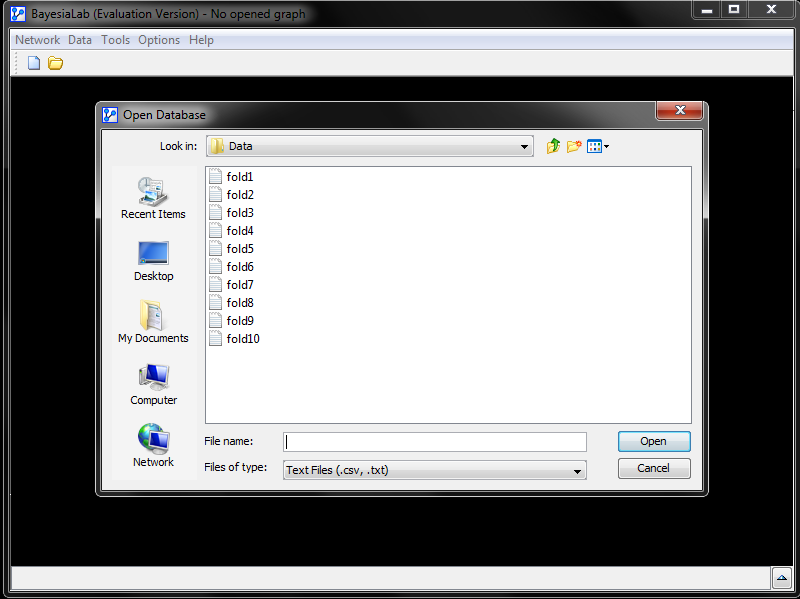 BayesiaLab (Evaluation Version) - No opened graph
Network Data Tools Options Help
Open Database
Look in: Data
fold1
fold2
fold3
fold4
fold5
fold6
fold7
fold8
fold9
fold10
Recent Items
Desktop
My Documents
Computer
Network
File name: Open
Files of type: Text Files (.csv, .txt) Cancel